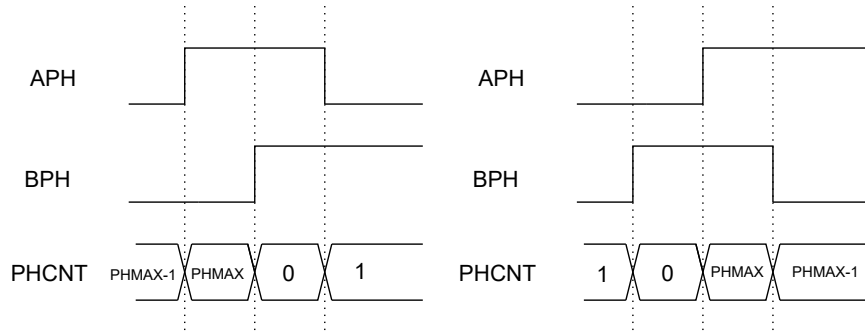 APH
BPH
PHCNT PHMAX-1 PHMAX 0 1
APH
BPH
PHCNT 1 0 PHMAX PHMAX-1